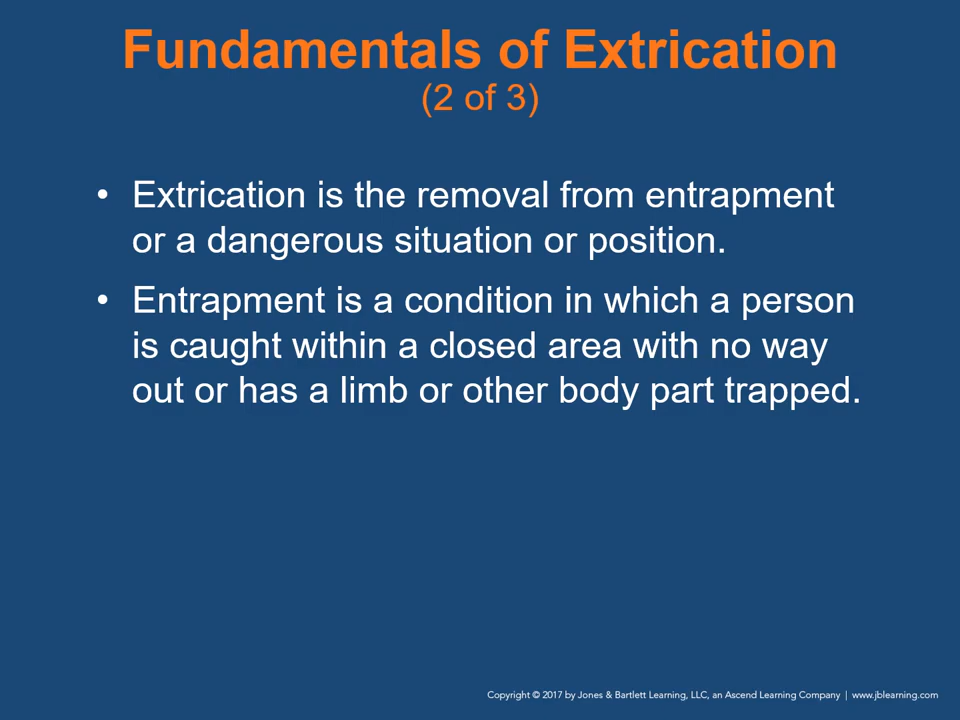 Fundamentals of Extrication
(2 of 3)
• Extrication is the removal from entrapment
or a dangerous situation or position.
• Entrapment is a condition in which a person
is caught within a closed area with no way
out or has a limb or other body part trapped.
Copyright © 2017 by Jones & Bartlett Learning, LLC, an Ascend Learning Company | www.jblearning.com